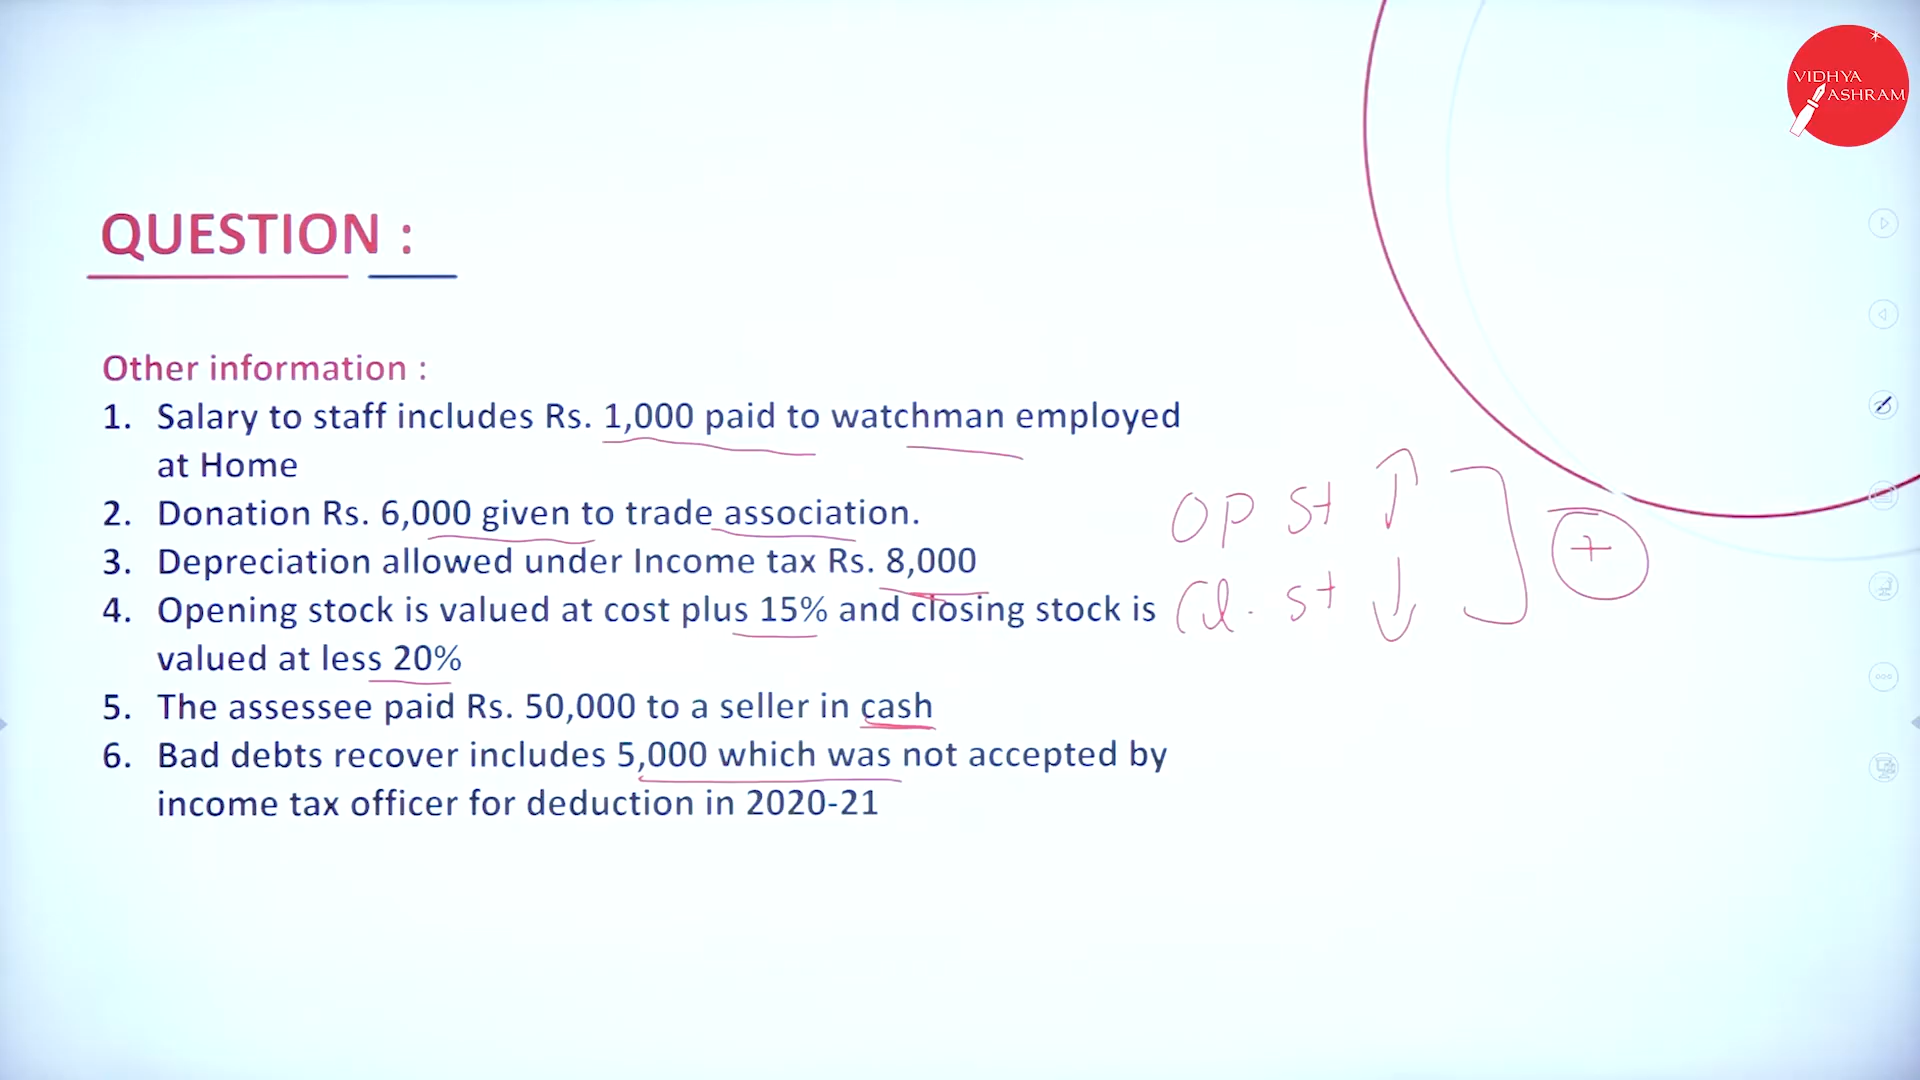 VIDHYA
ASHRAM
QUESTION :
Other information :
1. Salary to staff includes Rs. 1,000 paid to watchman employed
at Home
2. Donation Rs. 6,000 given to trade association.
3. Depreciation allowed under Income tax Rs. 8,000
4. Opening stock is valued at cost plus 15% and closing stock is
valued at less 20%
5. The assessee paid Rs. 50,000 to a seller in cash
6. Bad debts recover includes 5,000 which was not accepted by
income tax officer for deduction in 2020-21
OP St ↑
Cl. St ↓
+